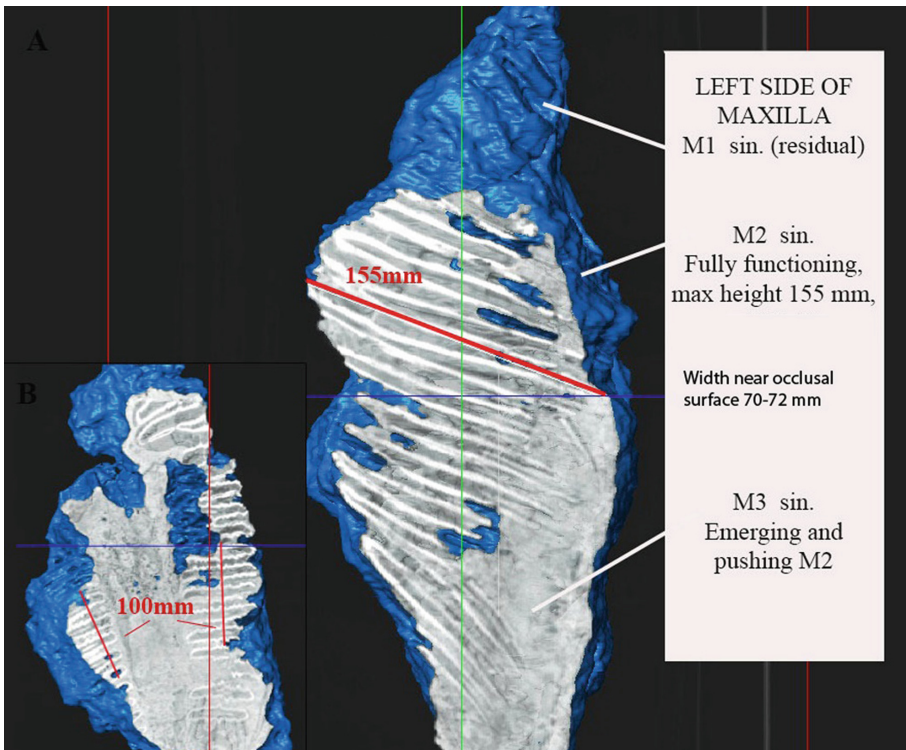 A
LEFT SIDE OF
MAXILLA
M1 sin. (residual)
M2 sin.
Fully functioning,
max height 155 mm,
155mm
Width near occlusal
surface 70-72 mm
B
M3 sin.
Emerging and
pushing M2
100mm